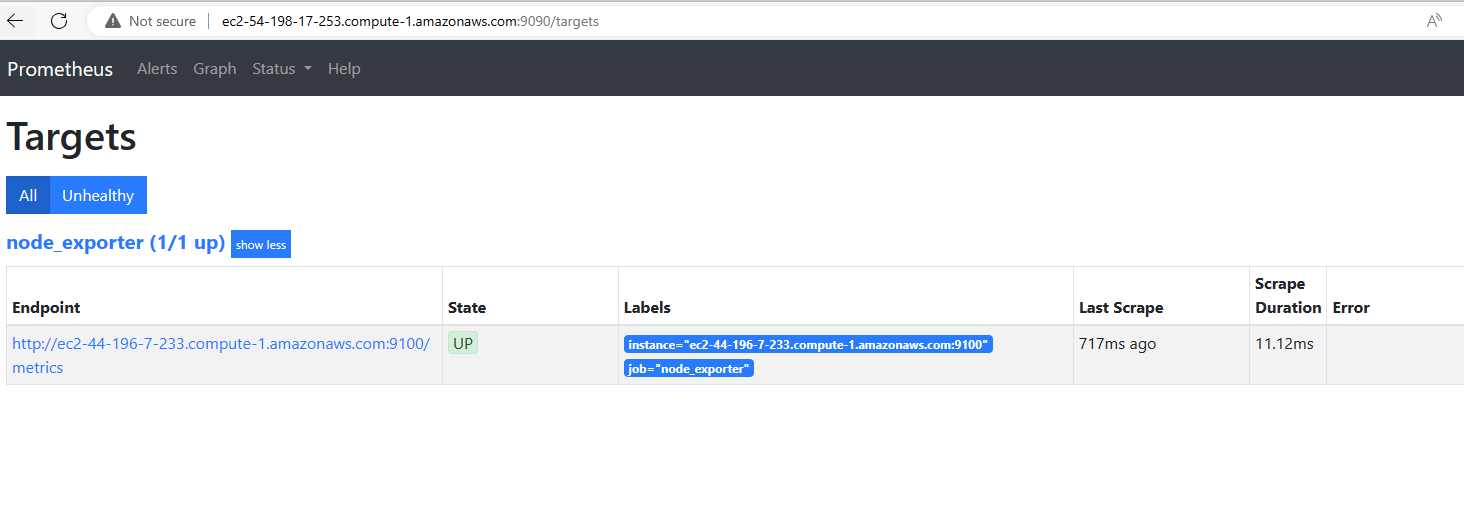 Not secure ec2-54-198-17-253.compute-1.amazonaws.com:9090/targets
Prometheus Alerts Graph Status Help
Targets
All Unhealthy
node_exporter (1/1 up) show less
Endpoint State Labels Last Scrape Scrape Duration Error
http://ec2-44-196-7-233.compute-1.amazonaws.com:9100/ UP instance="ec2-44-196-7-233.compute-1.amazonaws.com:9100" 717ms ago 11.12ms
metrics job="node_exporter"